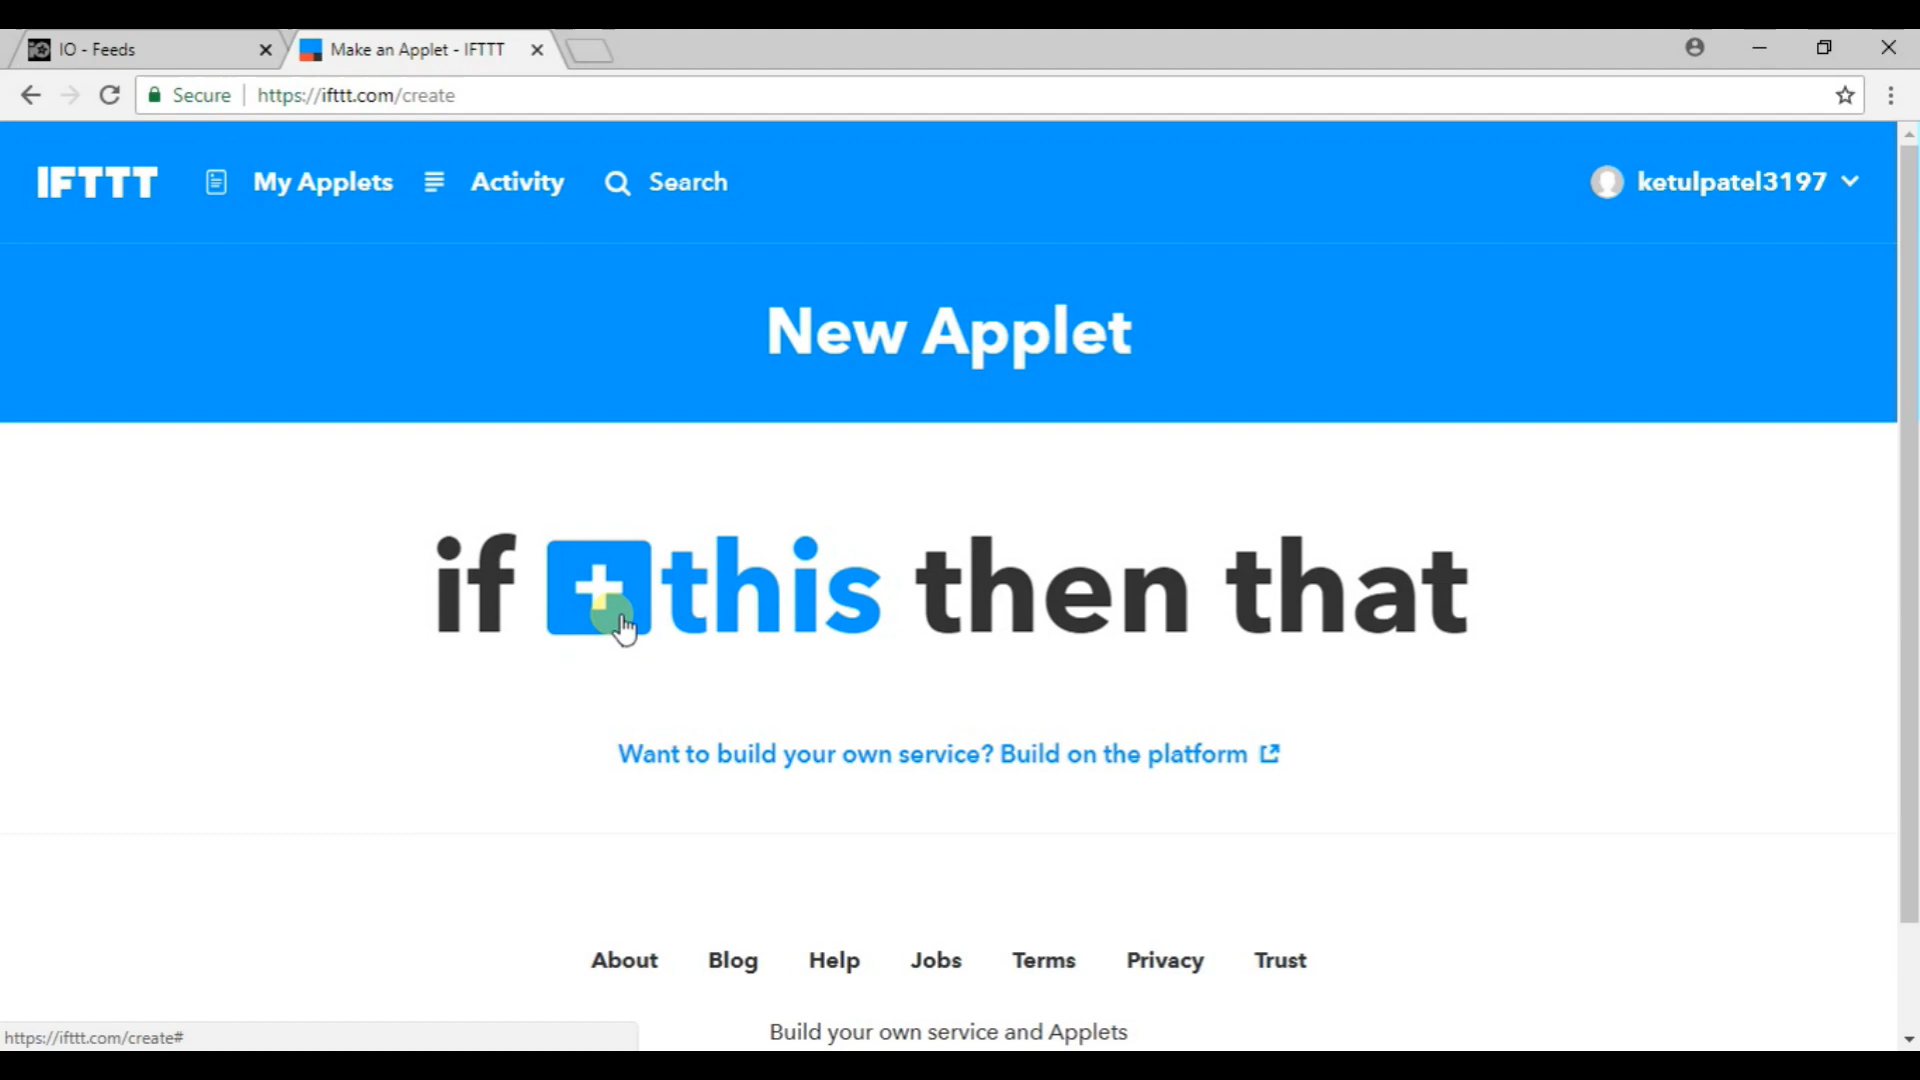 IO - Feeds
Make an Applet - IFTTT
Secure https://ifttt.com/create
IFTTT My Applets Activity Search ketulpatel3197
New Applet
if +this then that
Want to build your own service? Build on the platform
About Blog Help Jobs Terms Privacy Trust
Build your own service and Applets
https://ifttt.com/create#